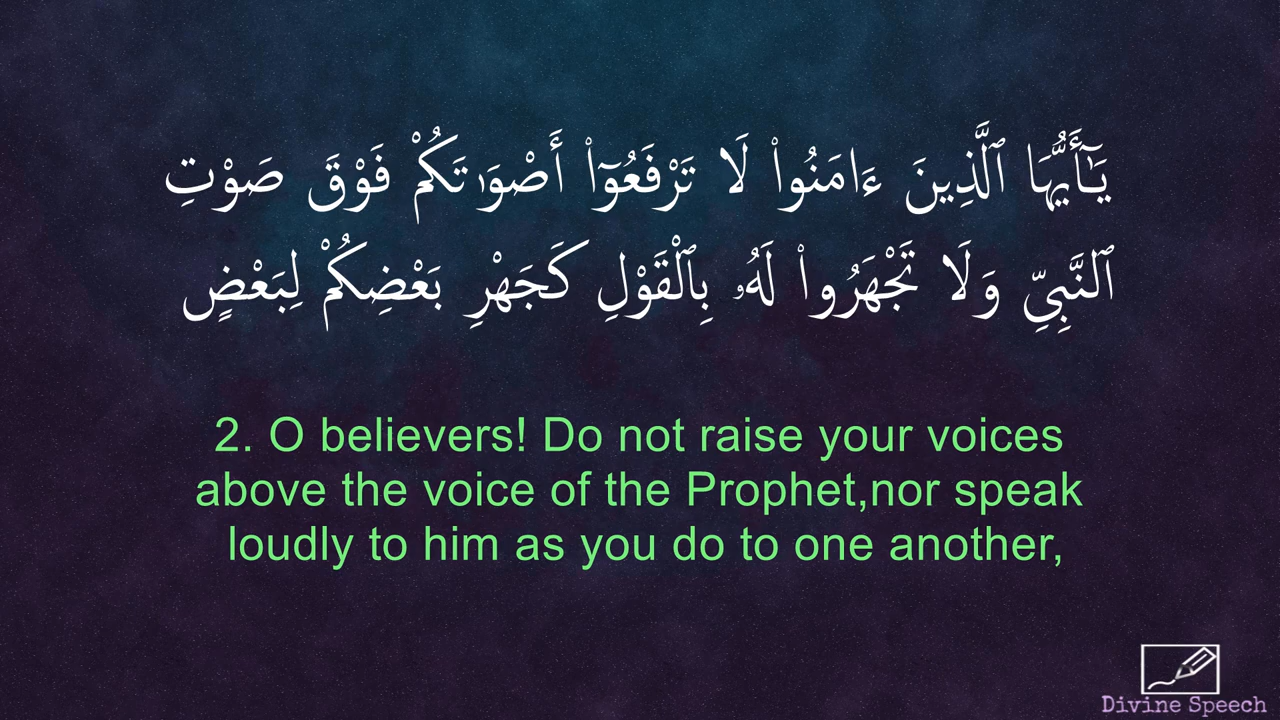 يَـٰٓأَيُّهَا ٱلَّذِينَ ءَامَنُوا۟ لَا تَرْفَعُوٓا۟ أَصْوَٰتَكُمْ فَوْقَ صَوْتِ
ٱلنَّبِىِّ وَلَا تَجْهَرُوا۟ لَهُۥ بِٱلْقَوْلِ كَجَهْرِ بَعْضِكُمْ لِبَعْضٍ
2. O believers! Do not raise your voices
above the voice of the Prophet,nor speak
loudly to him as you do to one another,
Divine Speech